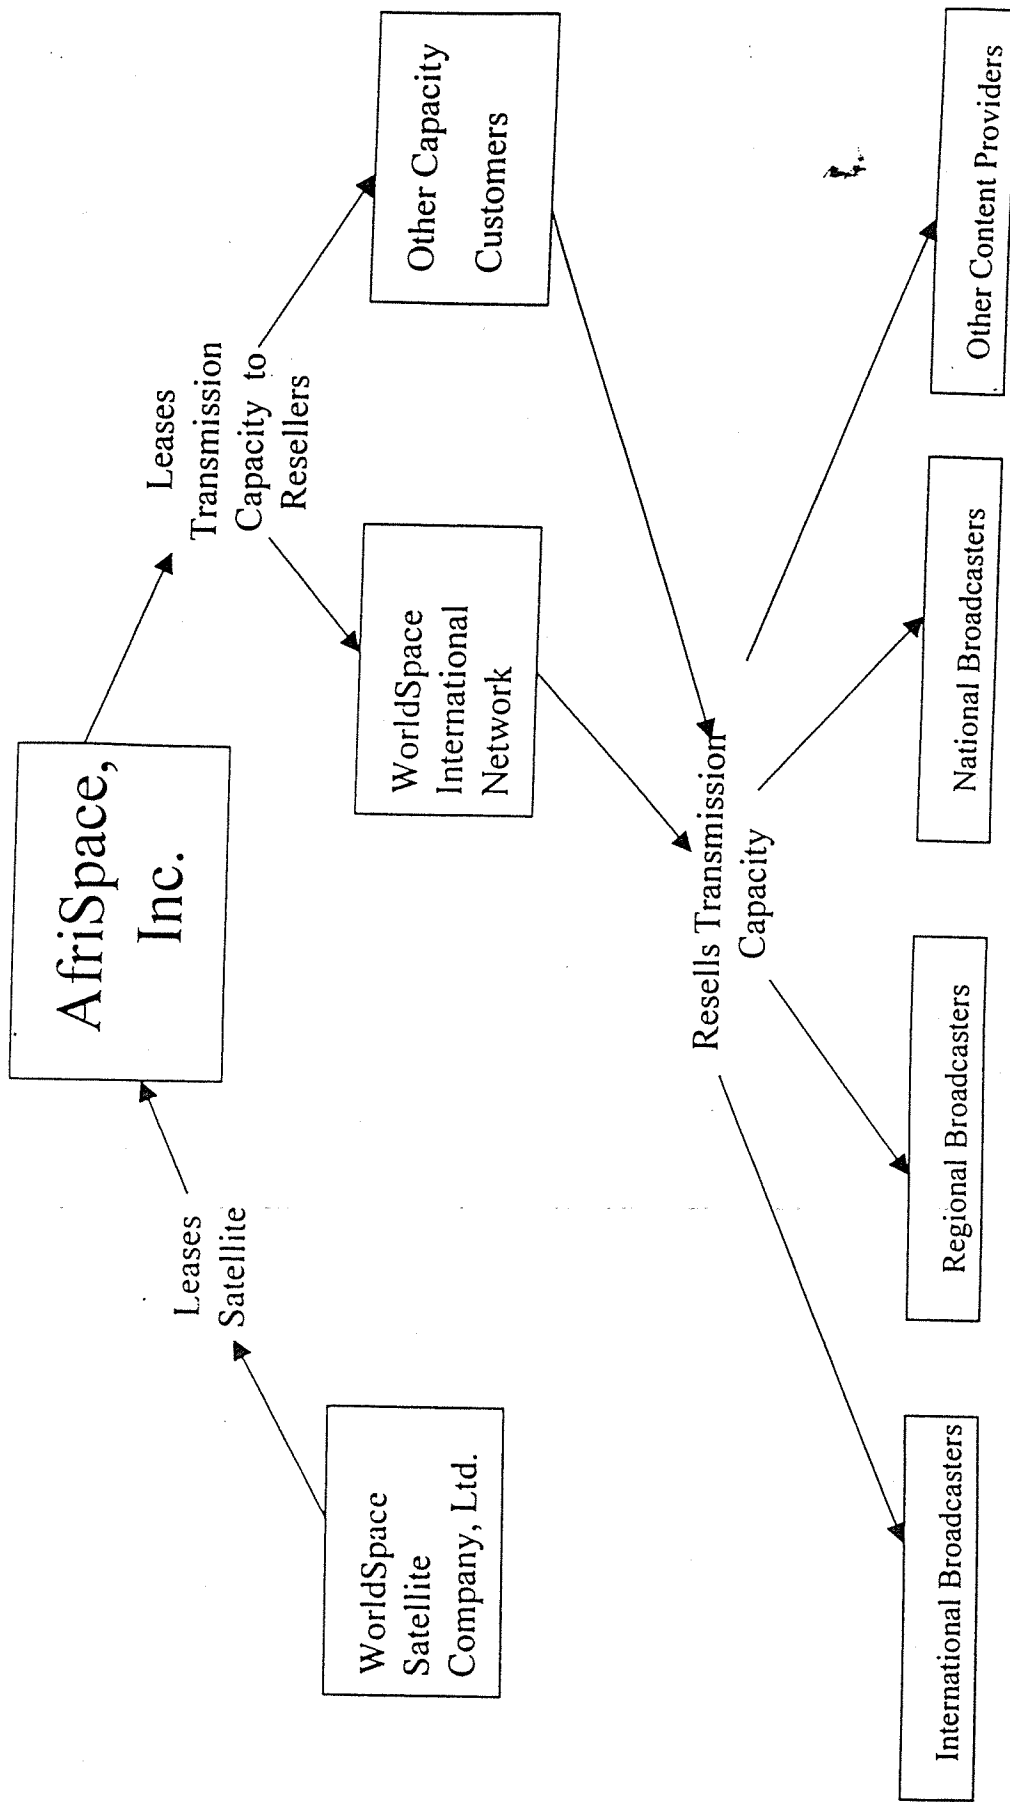 AfriSpace,
Inc.
Leases
Satellite
Leases
Transmission
Capacity to
Resellers
WorldSpace
Satellite
Company, Ltd.
WorldSpace
International
Network
Other Capacity
Customers
Resells Transmission
Capacity
International Broadcasters
Regional Broadcasters
National Broadcasters
Other Content Providers